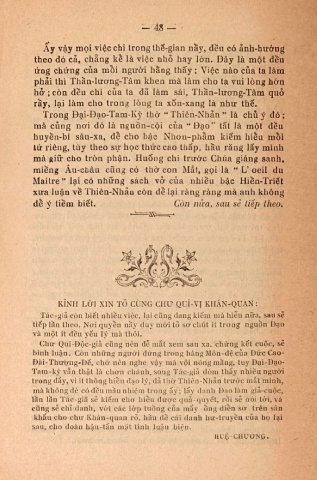 — 48 —
Ấy vậy mọi việc chi trong thế-gian nầy, đều có ảnh-hưởng
theo đó cả, chẳng kể là việc nhỏ hay lớn. Đây là một đều
ứng chứng của mỗi người hằng thấy ; Việc nào của ta làm
phải thì Thần-lương-Tâm khen mà làm cho ta vui lòng hớn
hở ; còn đều chi của ta đã làm sái, Thần-lương-Tâm quở
rầy, lại làm cho trong lòng ta xốn-xang là như thế.
Trong Đại-Đạo-Tam-Kỳ thờ “ Thiên-Nhãn ” là chủ ý đó ;
mà cũng nơi đó là nguồn-cội của “ Đạo ” tất là một đều
huyền-bí sâu-xa, để cho bậc Nhơn-phẩm kiếm hiểu mỗi
tứ riêng, tùy theo sự học thức cao thấp, hầu răng lấy mình
mà giữ cho tròn phận. Huống chi trước Chúa giáng sanh,
miếng Âu-châu cũng có thờ con Mắt, gọi là “ L' oeil du
Maitre ” lại có những sách vở của nhiều bậc Hiền-Triết
xưa luận về Thiên-Nhãn còn để lại ràng ràng mà anh không
để ý tiềm biết. Còn nữa, sau sẽ tiếp theo.
KÍNH LỜI XIN TỎ CÙNG CHƯ QUÍ-VỊ KHÁN-QUAN :
Tác-giả còn biết nhiều việc, lại cũng đang kiếm mà hiểu nữa, sau sẽ
tiếp lần theo. Nơi quyển nầy duy mới tỏ sơ chút ít trong nguồn Đạo
và một ít đều yếu lý mà thôi.
Chư Qui-Độc-giả cũng nên để mắt xem sau xa, chừng kết cuộc, sẽ
bình luận. Còn những người đứng trong hàng Môn-đệ của Đức Cao-
Đài-Thượng-Đế, chớ nên nghe vậy mà vội nóng mãng, tuy Đại-Đạo-
Tam-kỳ vẫn thật là chơn chánh, song Tác-giả dòm thấy nhiều người
trong đấy, vì ít thông hiểu đạo lý, dã thờ Thiên-Nhãn trước mắt mình,
mà không dè có đều mầu nhiệm trong ấy ; lấy danh Đạo làm giả-cuộc,
lần lần Tác-giả sẽ kiếm cho hiểu được quả-quyết, rồi sẽ nói tới, và
cũng sẽ chỉ danh, với các lớp tuồng của mấy ông diễn sơ trên sân
khấu cho chư Khán-quan rõ, hầu để cái danh hư-truyền của họ lại
sau, cho đoàn hậu-tấn mặt tình luận biện.
HUỆ-CHƯƠNG.